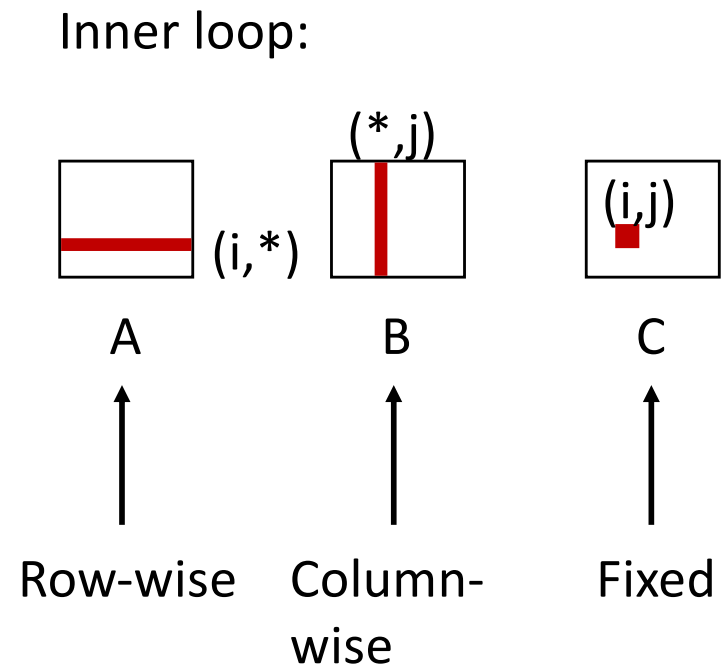 Inner loop:
(*,j)
(i,j)
(i,*)
A
B
C
Row-wise
Column-
wise
Fixed